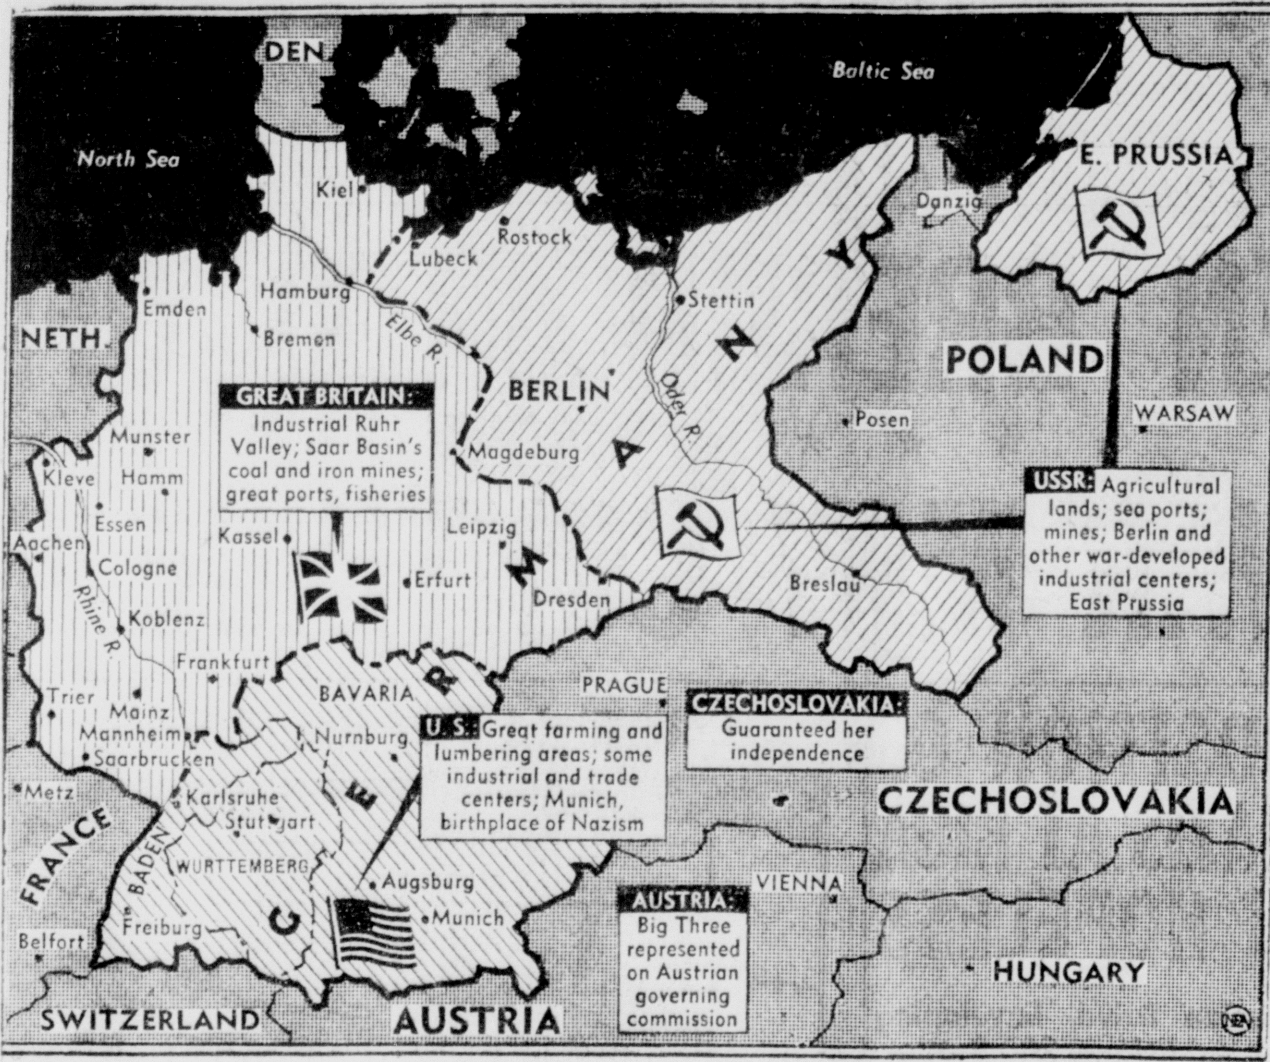 DEN.
Baltic Sea
North Sea
E. PRUSSIA
Kiel
Danzig
Rostock
Lubeck
Hamburg
Stettin
Emden
Elbe R.
Bremen
NETH.
POLAND
BERLIN
Oder R.
GREAT BRITAIN:
Industrial Ruhr
Valley; Saar Basin's
coal and iron mines;
great ports, fisheries
Posen
WARSAW
Munster
Magdeburg
Kleve
Hamm
USSR: Agricultural
lands; sea ports;
mines; Berlin and
other war-developed
industrial centers;
East Prussia
Essen
Kassel
Leipzig
Aachen
Cologne
Erfurt
Breslau
Dresden
Rhine R.
Koblenz
Frankfurt
BAVARIA
PRAGUE
Trier
Mainz
CZECHOSLOVAKIA:
Guaranteed her
independence
Mannheim
Nurnburg
U. S: Great farming and
lumbering areas; some
industrial and trade
centers; Munich,
birthplace of Nazism
Saarbrucken
Metz
Karlsruhe
CZECHOSLOVAKIA
Stuttgart
FRANCE
BADEN
WURTTEMBERG
GERMANY
Augsburg
VIENNA
AUSTRIA:
Big Three
represented
on Austrian
governing
commission
Munich
Freiburg
Belfort
HUNGARY
SWITZERLAND
AUSTRIA
NEA